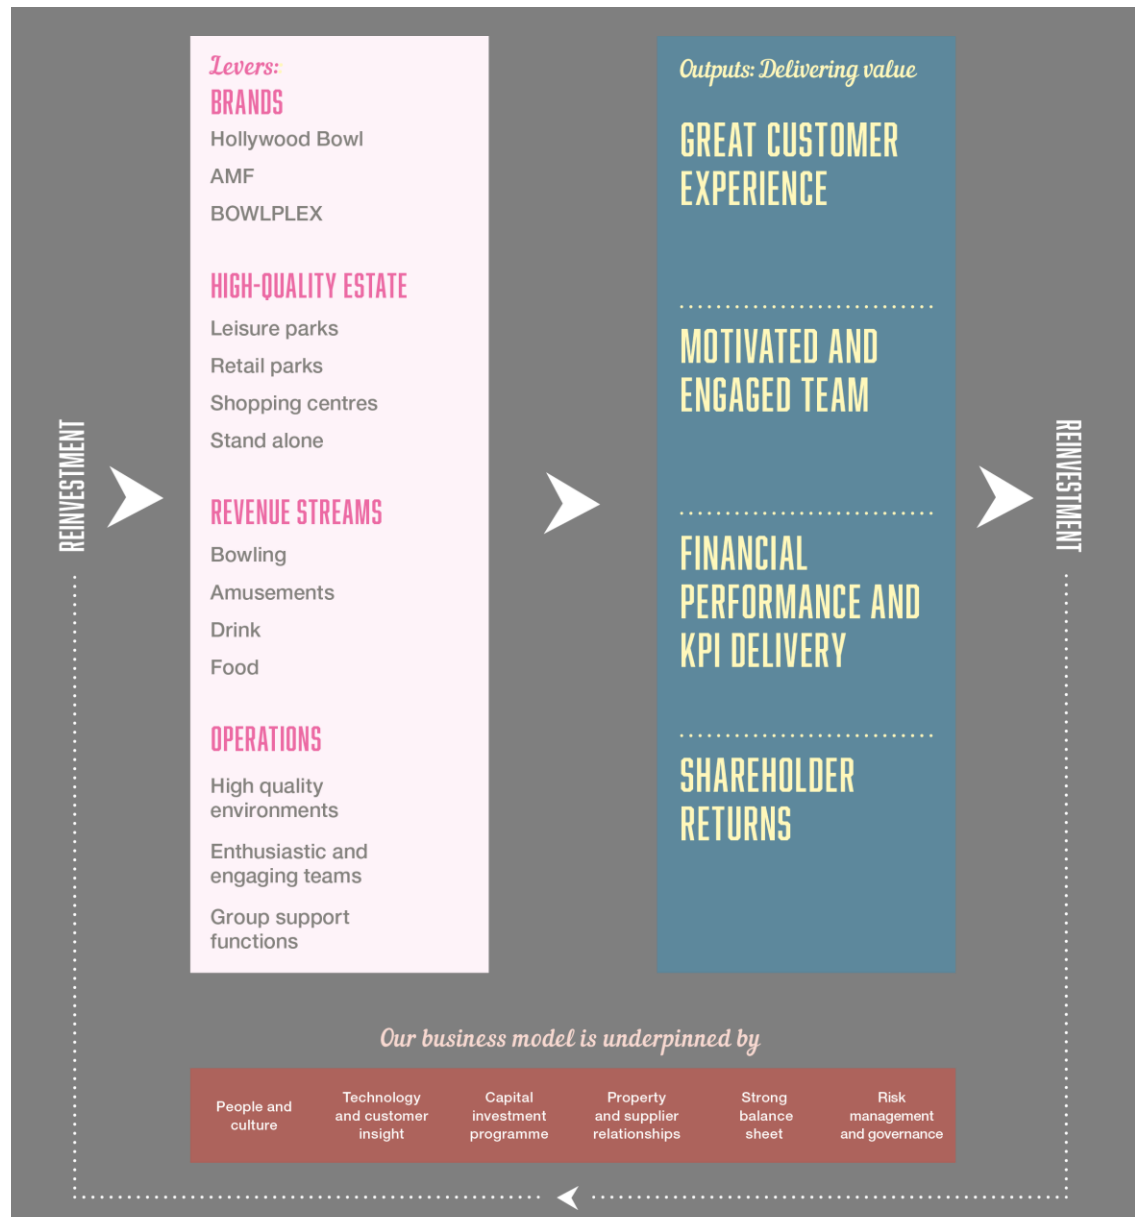 Levers:
BRANDS
Hollywood Bowl
AMF
BOWLPLEX
HIGH-QUALITY ESTATE
Leisure parks
Retail parks
Shopping centres
Stand alone
REVENUE STREAMS
Bowling
Amusements
Drink
Food
OPERATIONS
High quality
environments
Enthusiastic and
engaging teams
Group support
functions
Outputs: Delivering value
GREAT CUSTOMER
EXPERIENCE
MOTIVATED AND
ENGAGED TEAM
FINANCIAL
PERFORMANCE AND
KPI DELIVERY
SHAREHOLDER
RETURNS
REINVESTMENT
REINVESTMENT
Our business model is underpinned by
People and
culture
Technology
and customer
insight
Capital
investment
programme
Property
and supplier
relationships
Strong
balance
sheet
Risk
management
and governance